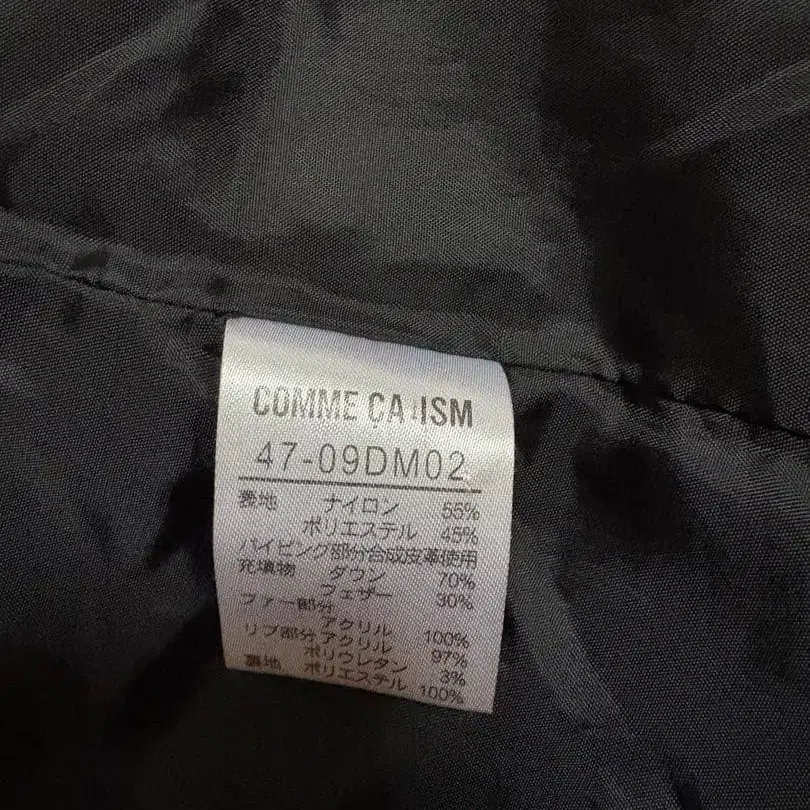 COMME ÇA ISM
47-09DM02
表地 ナイロン 55%
ポリエステル 45%
パイピング部分合成皮革使用
充填物 ダウン 70%
フェザー 30%
ファー部分
アクリル 100%
リブ部分 アクリル 97%
ポリウレタン 3%
裏地 ポリエステル 100%